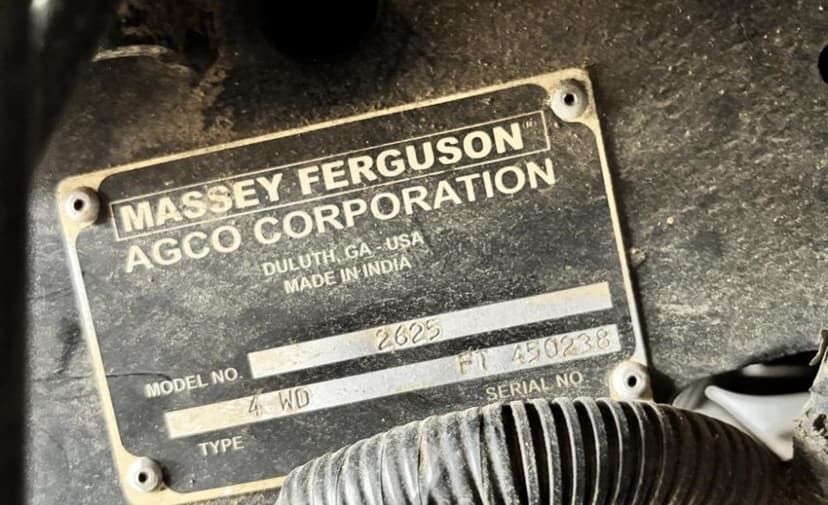 MASSEY FERGUSON
AGCO CORPORATION
DULUTH, GA - USA
MADE IN INDIA
MODEL NO. 2625
4 WD FT 450238
TYPE SERIAL NO